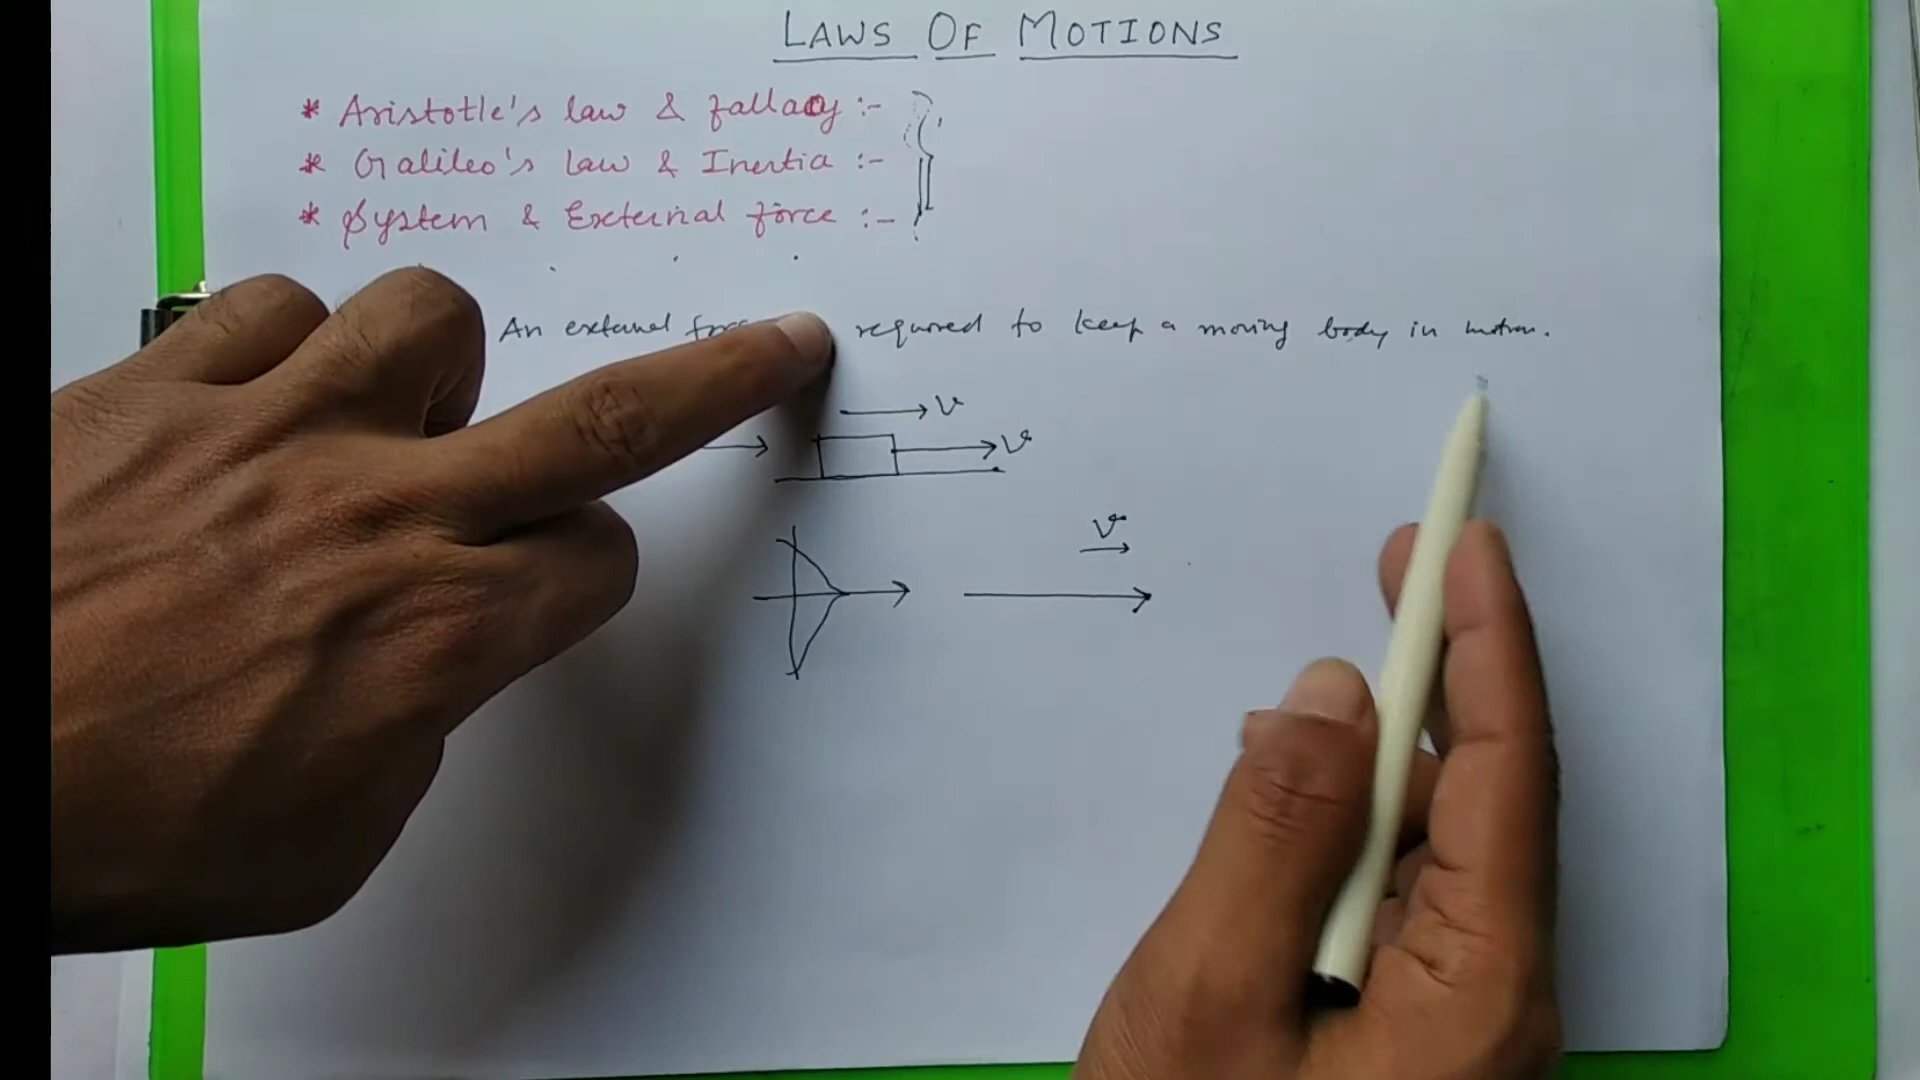 LAWS OF MOTIONS
* Aristotle's law & fallacy :-
* Galileo's law & Inertia :-
* System & External force :-
An external required to keep a moving body in motion.
v
v
v